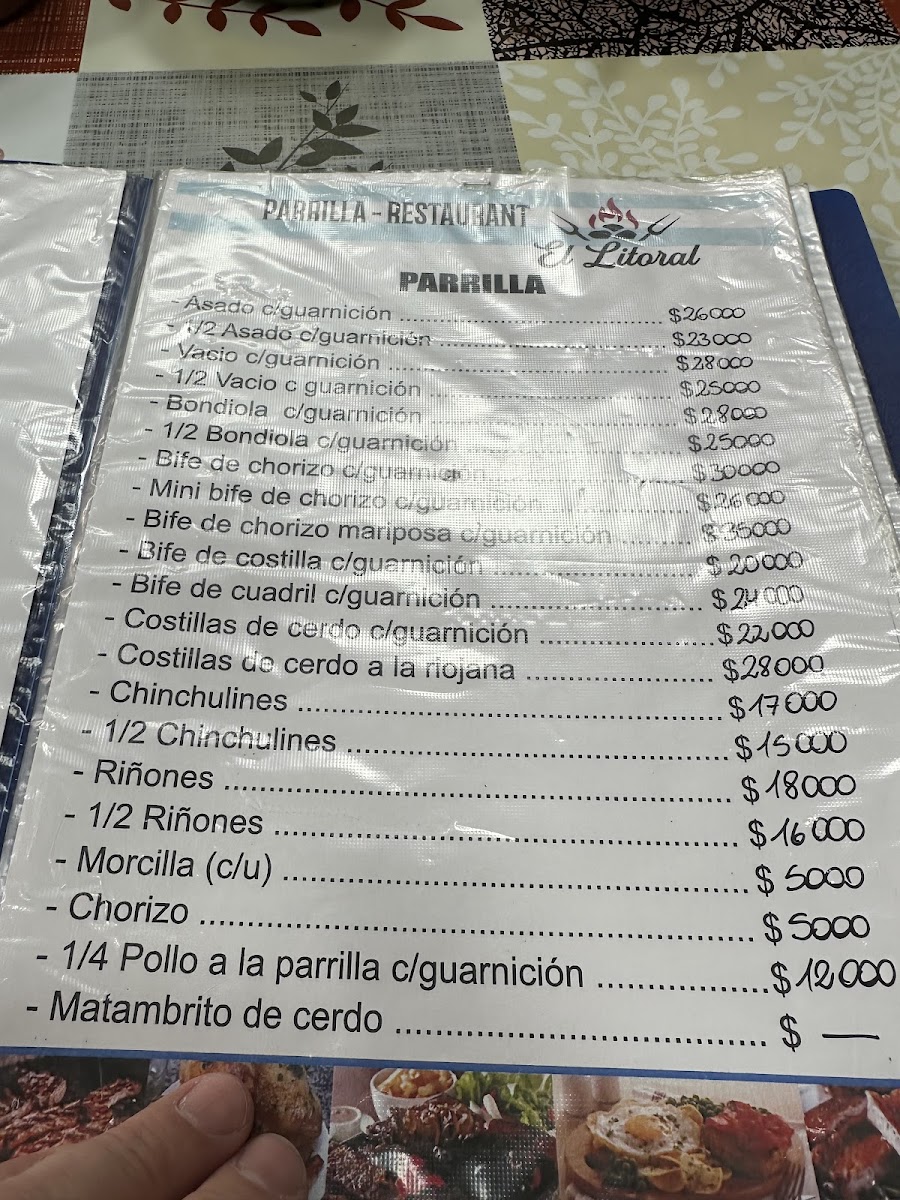 PARRILLA - RESTAURANT
El Litoral
PARRILLA
- Asado c/guarnición ........ $26000
- 1/2 Asado c/guarnición ........ $23000
- Vacio c/guarnición ........ $28000
- 1/2 Vacio c guarnición ........ $25000
- Bondiola c/guarnición ........ $28000
- 1/2 Bondiola c/guarnición ........ $25000
- Bife de chorizo c/guarnición ........ $30000
- Mini bife de chorizo c/guarnición ........ $26000
- Bife de chorizo mariposa c/guarnición ........ $35000
- Bife de costilla c/guarnición ........ $20000
- Bife de cuadril c/guarnición ........ $24000
- Costillas de cerdo c/guarnición ........ $22000
- Costillas de cerdo a la riojana ........ $28000
- Chinchulines ........ $17000
- 1/2 Chinchulines ........ $15000
- Riñones ........ $18000
- 1/2 Riñones ........ $16000
- Morcilla (c/u) ........ $5000
- Chorizo ........ $5000
- 1/4 Pollo a la parrilla c/guarnición ........ $12000
- Matambrito de cerdo ........ $ —